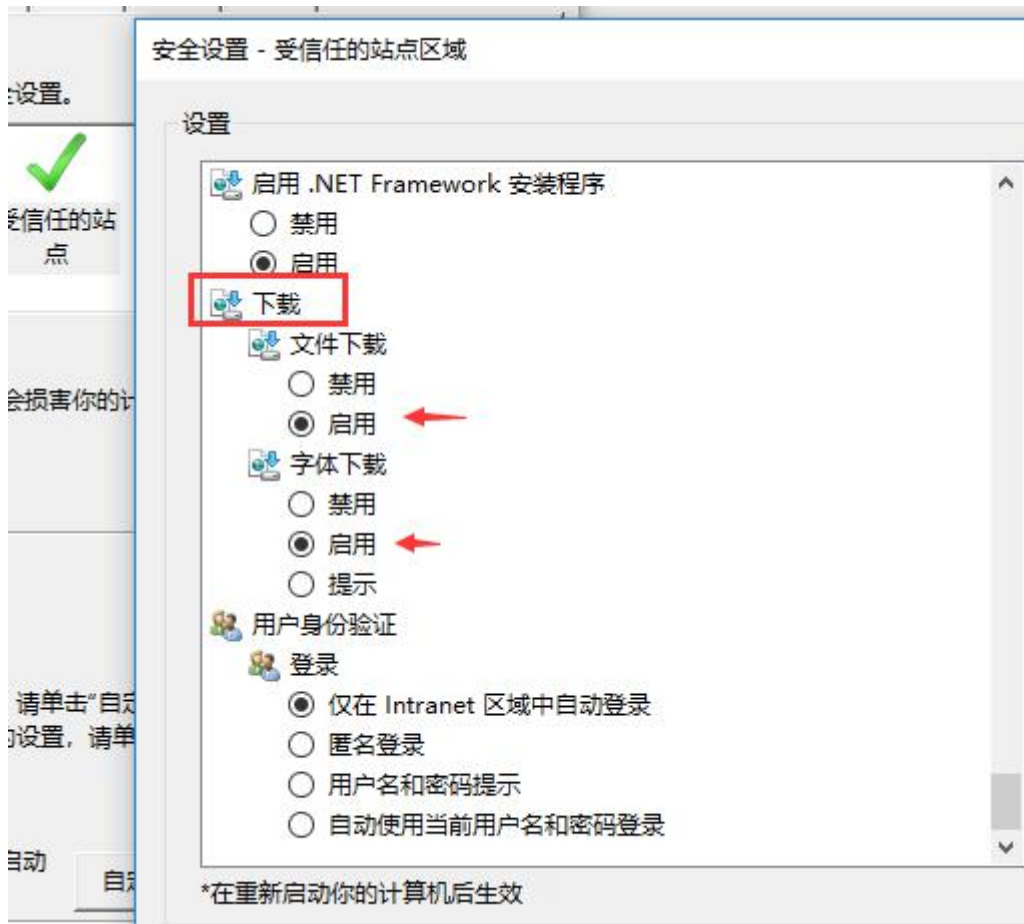 安全设置 - 受信任的站点区域
设置。
受信任的站
点
会损害你的计
请单击“自定
的设置，请单
启动
自定
设置
启用 .NET Framework 安装程序
禁用
启用
下载
文件下载
禁用
启用
字体下载
禁用
启用
提示
用户身份验证
登录
仅在 Intranet 区域中自动登录
匿名登录
用户名和密码提示
自动使用当前用户名和密码登录
*在重新启动你的计算机后生效